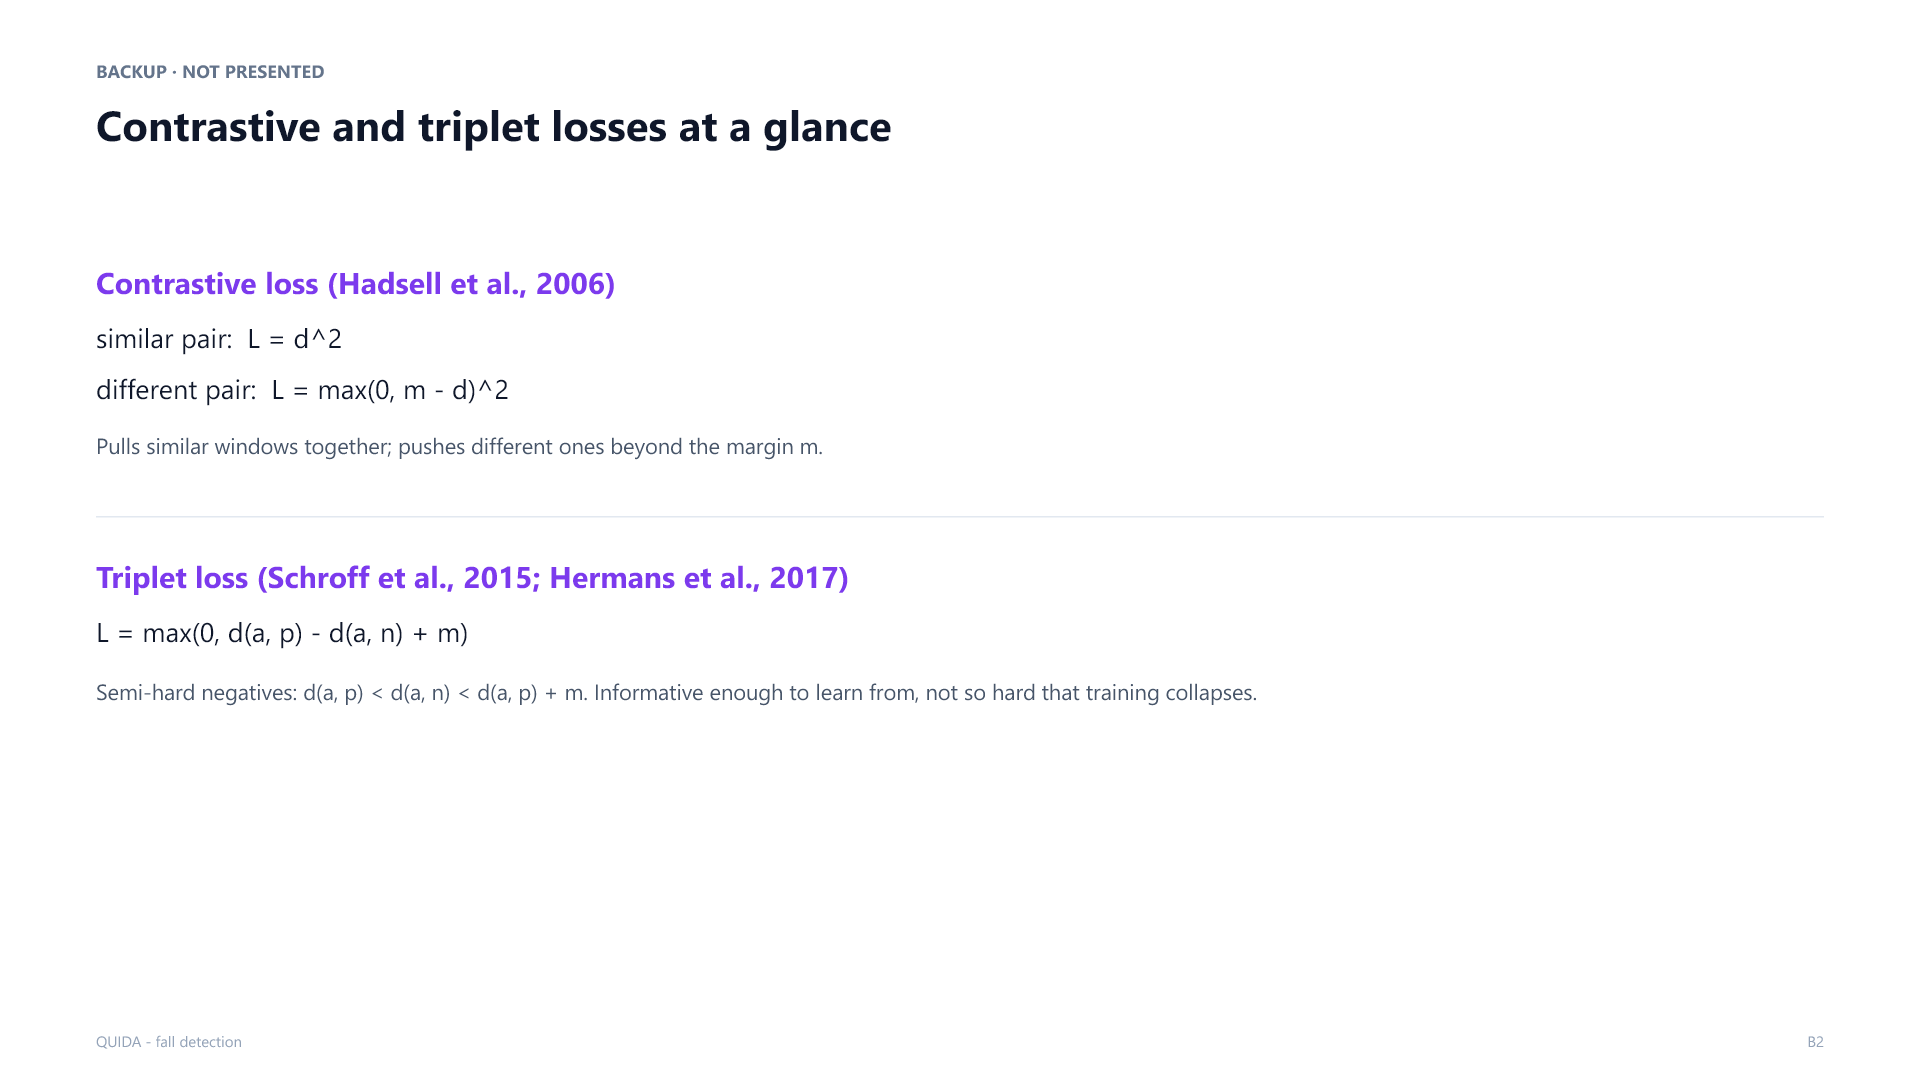 BACKUP · NOT PRESENTED
Contrastive and triplet losses at a glance
Contrastive loss (Hadsell et al., 2006)
similar pair:  L = d^2
different pair:  L = max(0, m - d)^2
Pulls similar windows together; pushes different ones beyond the margin m.
Triplet loss (Schroff et al., 2015; Hermans et al., 2017)
L = max(0, d(a, p) - d(a, n) + m)
Semi-hard negatives: d(a, p) < d(a, n) < d(a, p) + m. Informative enough to learn from, not so hard that training collapses.
QUIDA - fall detection
B2